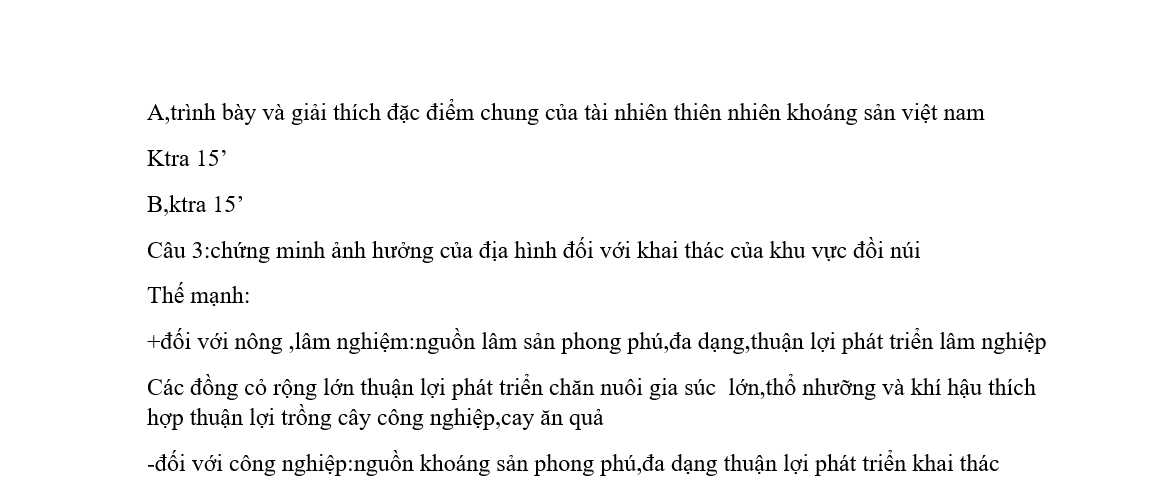 A,trình bày và giải thích đặc điểm chung của tài nhiên thiên nhiên khoáng sản việt nam
Ktra 15’
B,ktra 15’
Câu 3:chứng minh ảnh hưởng của địa hình đối với khai thác của khu vực đồi núi
Thế mạnh:
+đối với nông ,lâm nghiệm:nguồn lâm sản phong phú,đa dạng,thuận lợi phát triển lâm nghiệp
Các đồng cỏ rộng lớn thuận lợi phát triển chăn nuôi gia súc  lớn,thổ nhưỡng và khí hậu thích
hợp thuận lợi trồng cây công nghiệp,cay ăn quả
-đối với công nghiệp:nguồn khoáng sản phong phú,đa dạng thuận lợi phát triển khai thác